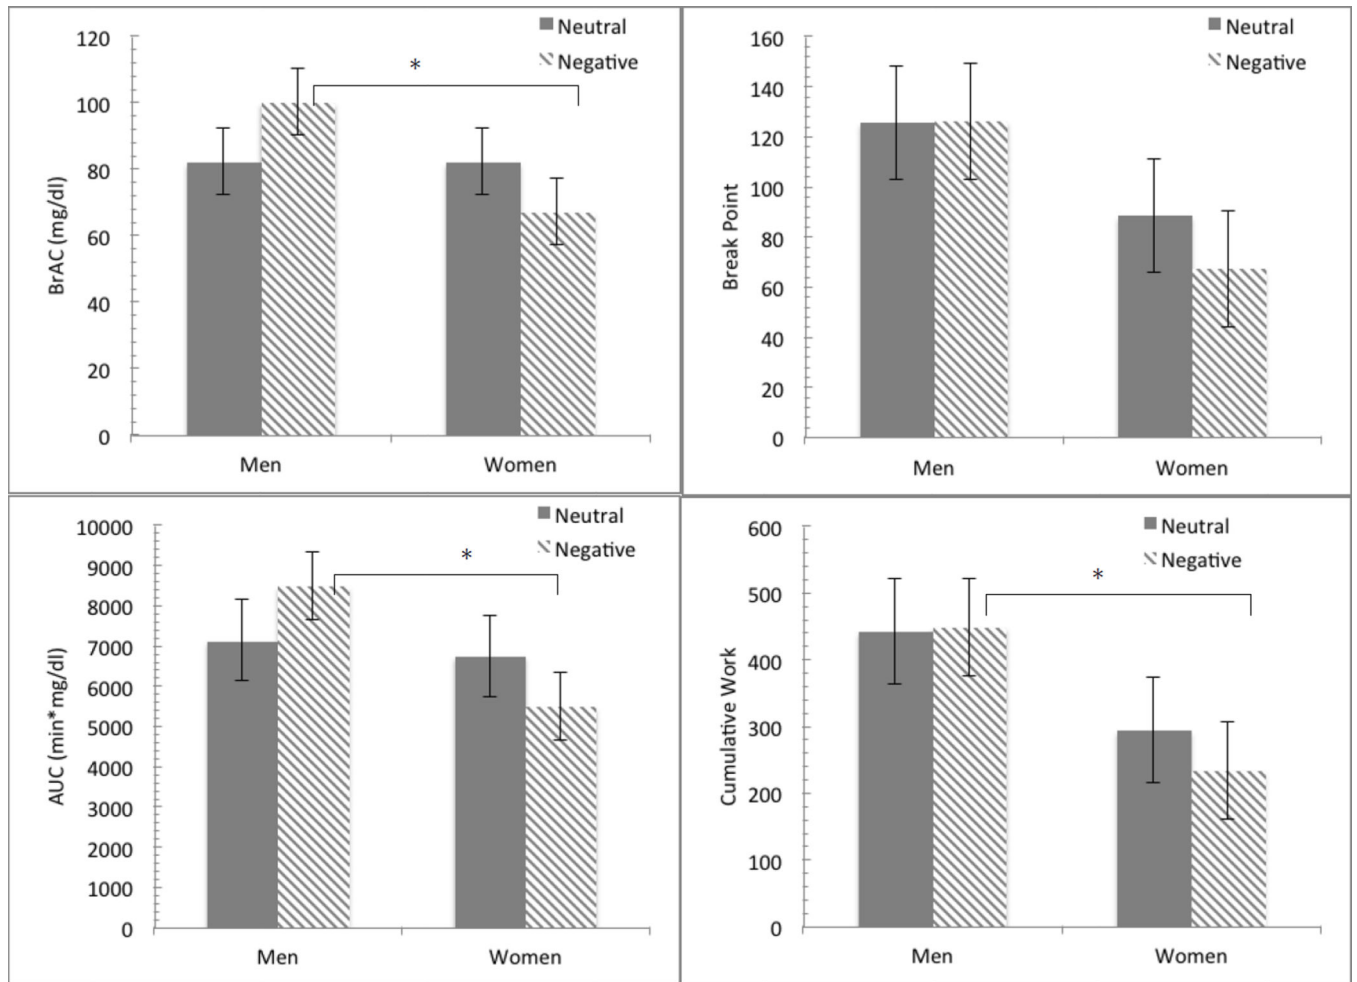 Neutral
Negative
*
120
100
80
60
40
20
0
BrAC (mg/dl)
Men
Women
Neutral
Negative
160
140
120
100
80
60
40
20
0
Break Point
Men
Women
Neutral
Negative
*
10000
9000
8000
7000
6000
5000
4000
3000
2000
1000
0
AUC (min*mg/dl)
Men
Women
Neutral
Negative
*
600
500
400
300
200
100
0
Cumulative Work
Men
Women